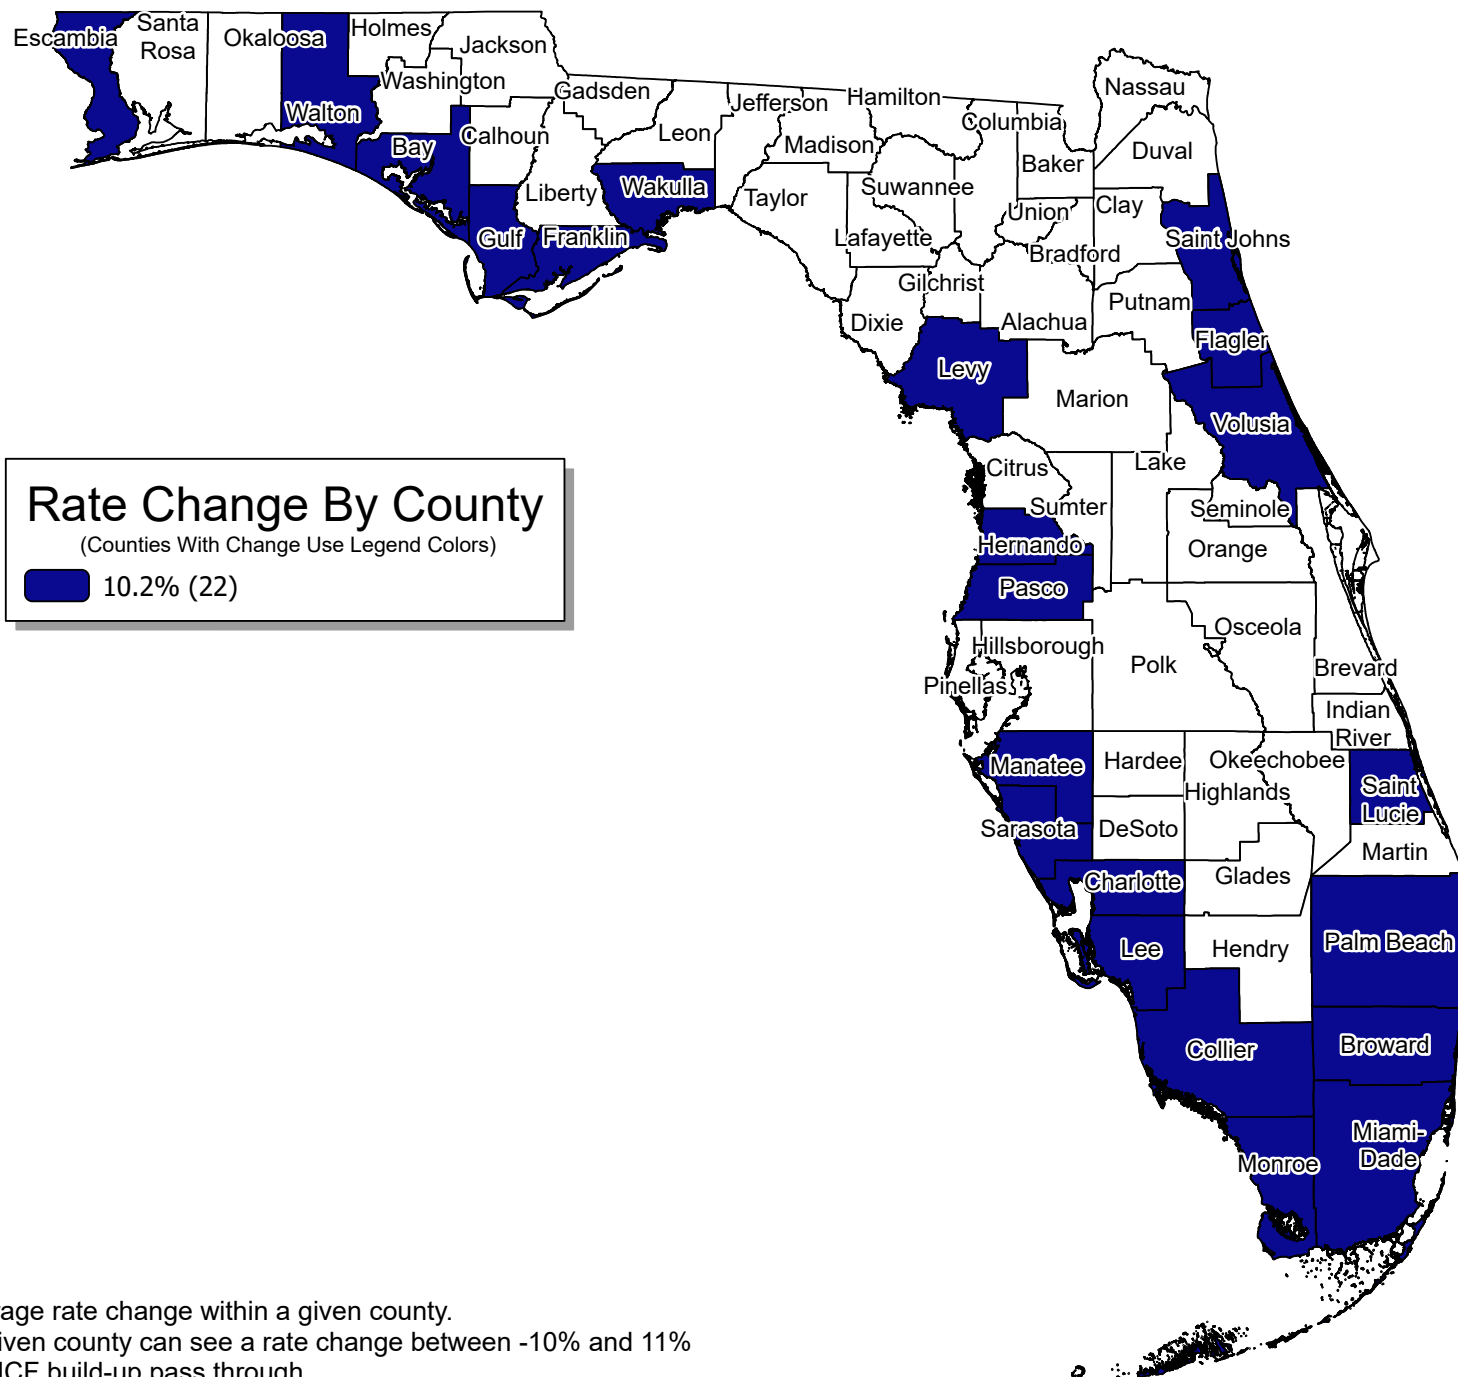 Escambia
Santa
Rosa
Okaloosa
Holmes
Jackson
Washington
Walton
Gadsden
Bay
Calhoun
Leon
Jefferson
Hamilton
Madison
Columbia
Nassau
Duval
Baker
Liberty
Wakulla
Taylor
Suwannee
Union
Clay
Gulf
Franklin
Lafayette
Bradford
Saint Johns
Gilchrist
Putnam
Dixie
Alachua
Flagler
Levy
Marion
Volusia
Citrus
Lake
Sumter
Seminole
Hernando
Orange
Pasco
Rate Change By County
(Counties With Change Use Legend Colors)
10.2% (22)
Osceola
Hillsborough
Polk
Brevard
Pinellas
Indian
River
Manatee
Hardee
Okeechobee
Highlands
Saint
Lucie
Sarasota
DeSoto
Martin
Charlotte
Glades
Lee
Hendry
Palm Beach
Collier
Broward
Miami-
Dade
Monroe
rage rate change within a given county.
iven county can see a rate change between -10% and 11%
build-up pass through